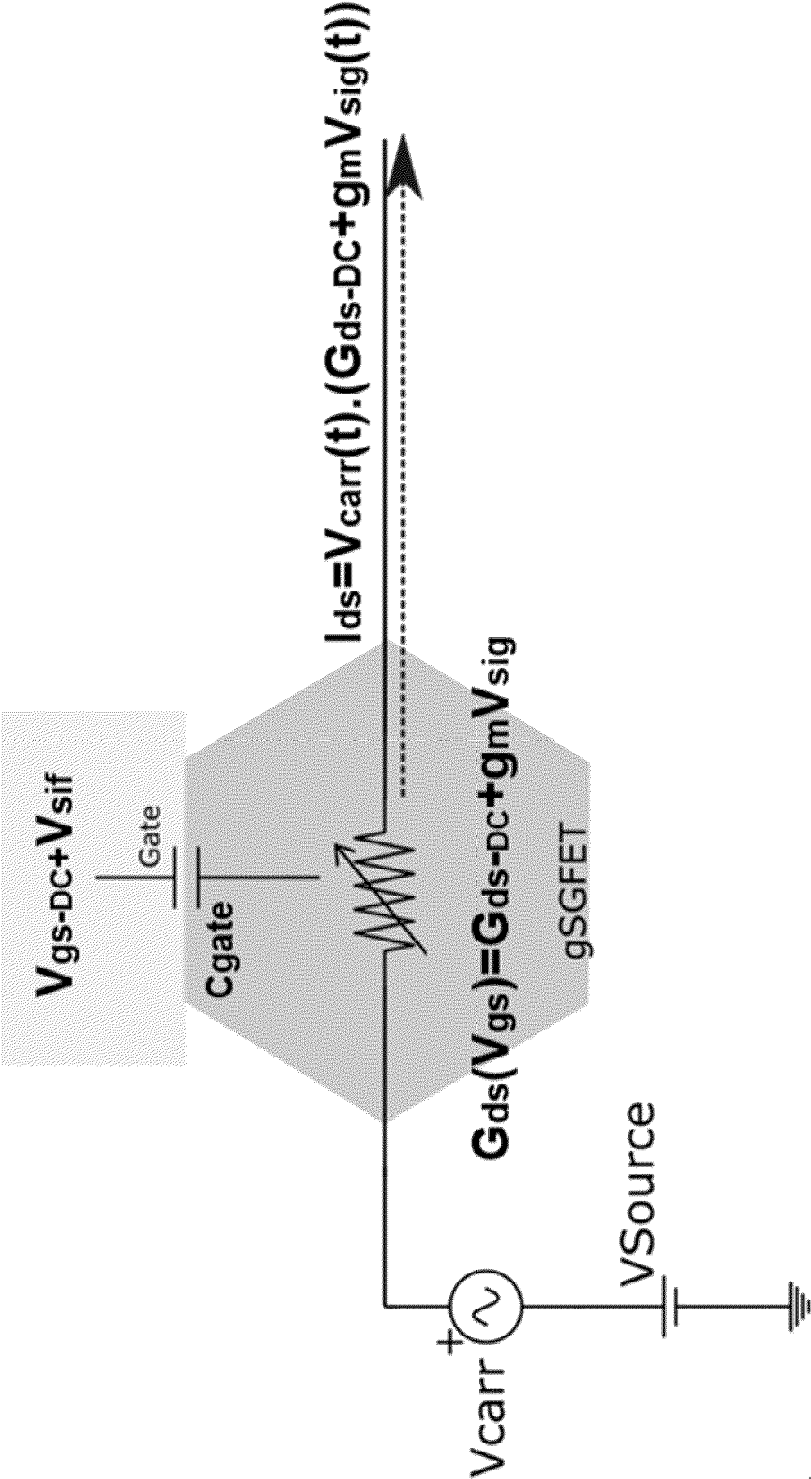 Vgs-DC+Vsif
Gate
Cgate
Ids=Vcarr(t).(Gds-DC+gmVsig(t))
Gds(Vgs)=Gds-DC+gmVsig
gSGFET
+
Vcarr
VSource